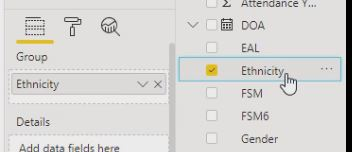 Attendance Y...
DOA
EAL
Group
Ethnicity
Ethnicity ...
FSM
Details
FSM6
Add data fields here
Gender